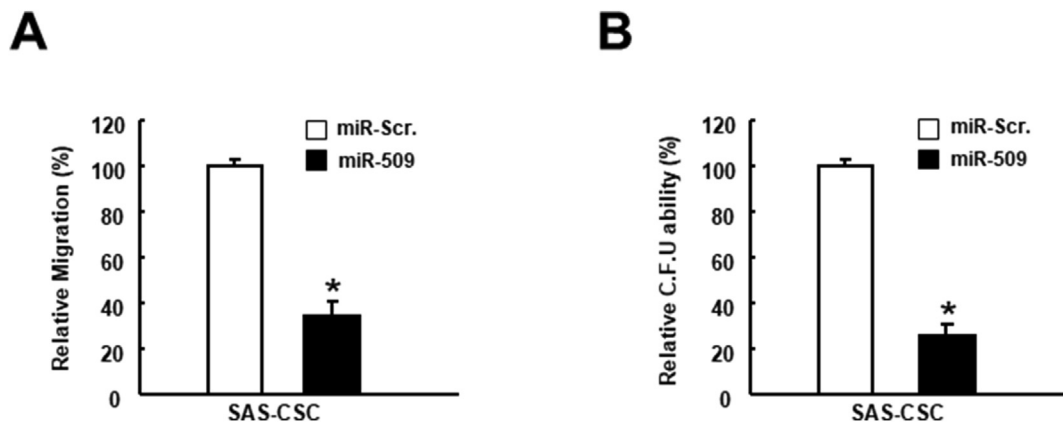 A
Relative Migration (%)
120
100
80
60
40
20
0
miR-Scr.
miR-509
*
SAS-CSC
B
Relative C.F.U ability (%)
120
100
80
60
40
20
0
miR-Scr.
miR-509
*
SAS-CSC